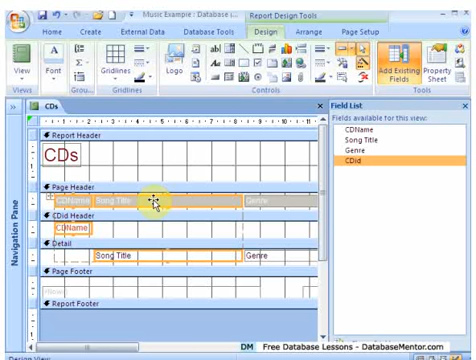 Music Example : Database (
Report Design Tools
Home
Create
External Data
Database Tools
Design
Arrange
Page Setup
View
Font
Gridlines
Logo
Add Existing Fields
Property Sheet
Gridlines
Controls
Tools
CDs
Field List
Fields available for this view:
CDName
Song Title
Genre
CDid
Report Header
CDs
Page Header
CDName
Song Title
Genre
CDid Header
CDName
Detail
Song Title
Genre
Page Footer
Report Footer
Navigation Pane
DM Free Database Lessons - DatabaseMentor.com
Design View